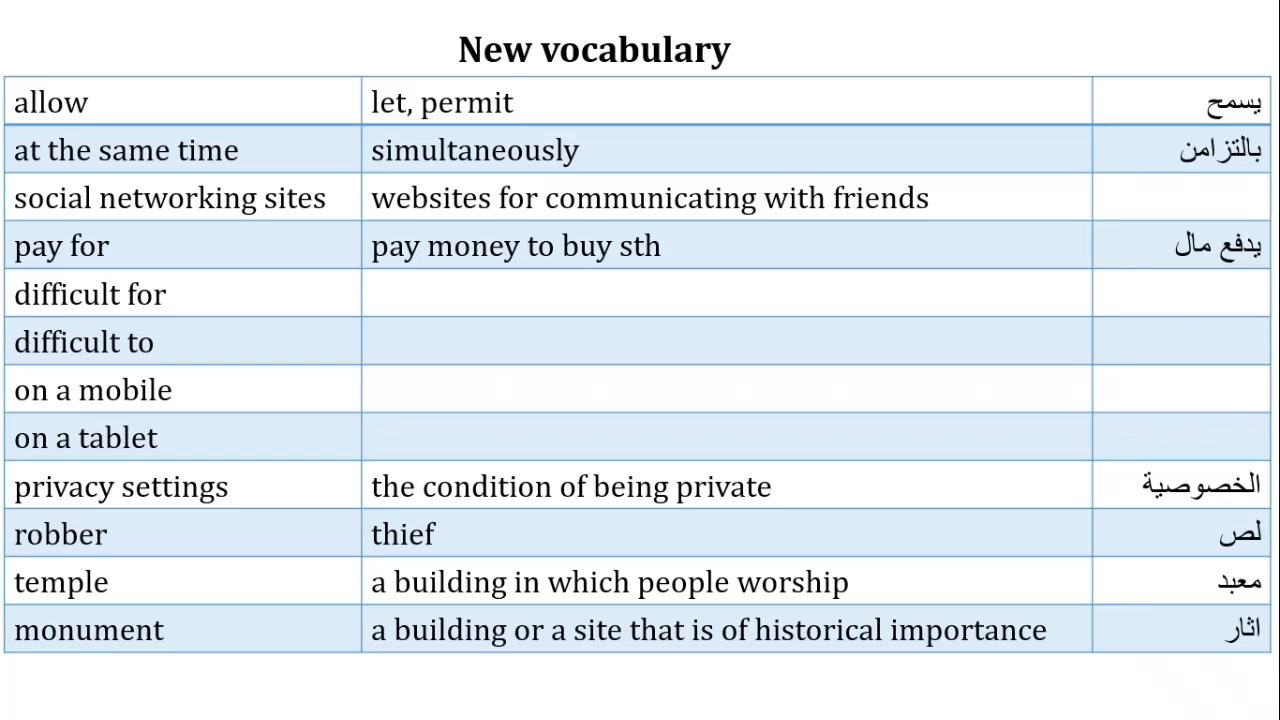 New vocabulary
allow let, permit يسمح
at the same time simultaneously بالتزامن
social networking sites websites for communicating with friends
pay for pay money to buy sth يدفع مال
difficult for
difficult to
on a mobile
on a tablet
privacy settings the condition of being private الخصوصية
robber thief لص
temple a building in which people worship معبد
monument a building or a site that is of historical importance اثار